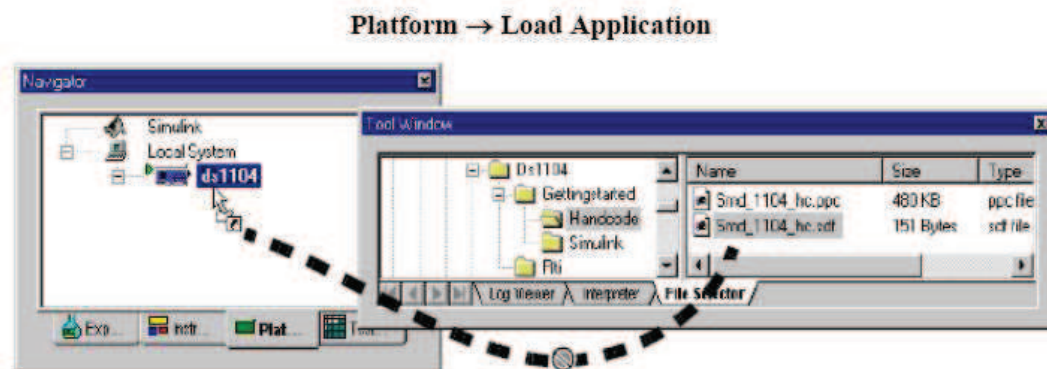 Platform → Load Application
Navigator
Simulink
Local System
ds1104
Exp...
Instr...
Plat...
Tool Window
Ds1104
Gettingstarted
Handcode
Simulink
Rti
Log Viewer
Interpreter
File Selector
Name Size Type
Smd_1104_hc.ppc 480 KB ppc file
Smd_1104_hc.sdf 151 Bytes sdf file